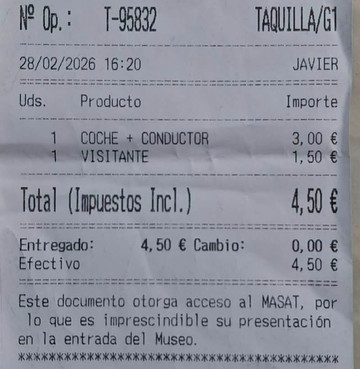 Nº Op.: T-95832 TAQUILLA/G1
28/02/2026 16:20 JAVIER
Uds. Producto Importe
1 COCHE + CONDUCTOR 3,00 €
1 VISITANTE 1,50 €
Total (Impuestos Incl.) 4,50 €
Entregado: 4,50 € Cambio: 0,00 €
Efectivo 4,50 €
Este documento otorga acceso al MASAT, por
lo que es imprescindible su presentación
en la entrada del Museo.
****************************************